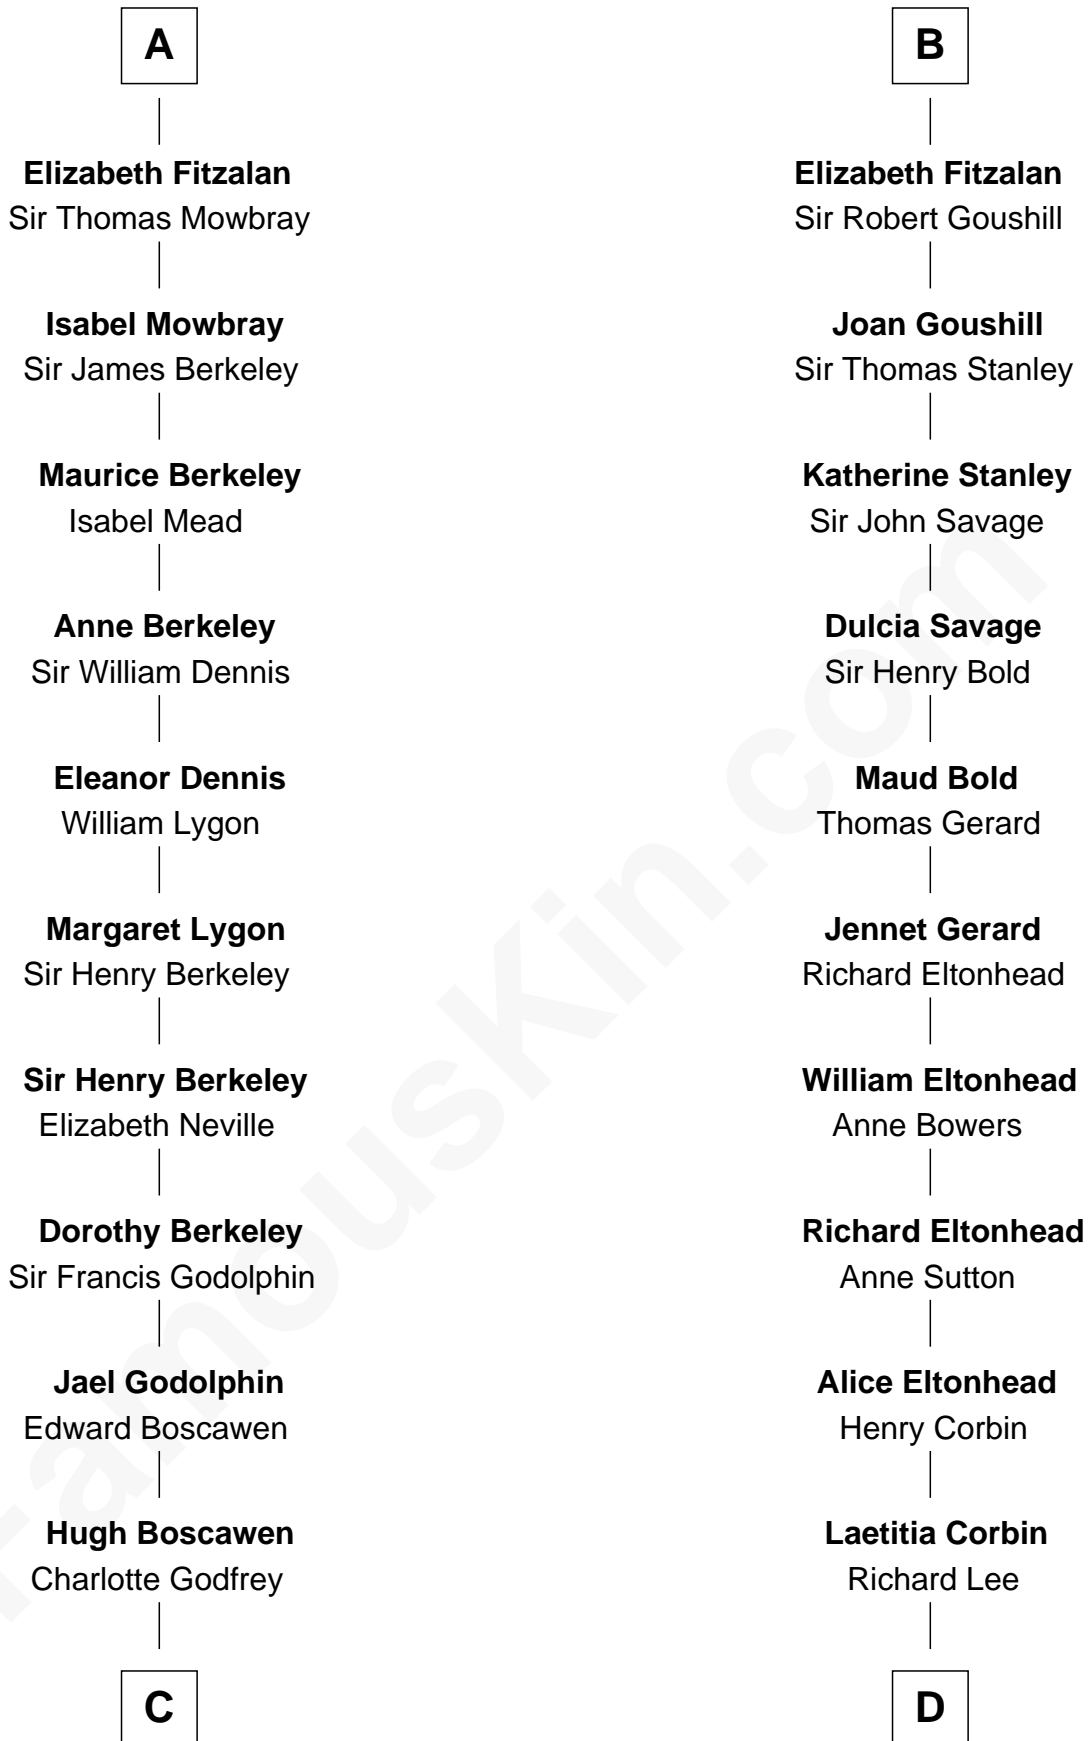 A
Elizabeth Fitzalan
Sir Thomas Mowbray
Isabel Mowbray
Sir James Berkeley
Maurice Berkeley
Isabel Mead
Anne Berkeley
Sir William Dennis
Eleanor Dennis
William Lygon
Margaret Lygon
Sir Henry Berkeley
Sir Henry Berkeley
Elizabeth Neville
Dorothy Berkeley
Sir Francis Godolphin
Jael Godolphin
Edward Boscawen
Hugh Boscawen
Charlotte Godfrey
C
B
Elizabeth Fitzalan
Sir Robert Goushill
Joan Goushill
Sir Thomas Stanley
Katherine Stanley
Sir John Savage
Dulcia Savage
Sir Henry Bold
Maud Bold
Thomas Gerard
Jennet Gerard
Richard Eltonhead
William Eltonhead
Anne Bowers
Richard Eltonhead
Anne Sutton
Alice Eltonhead
Henry Corbin
Laetitia Corbin
Richard Lee
D
FamousKin.com